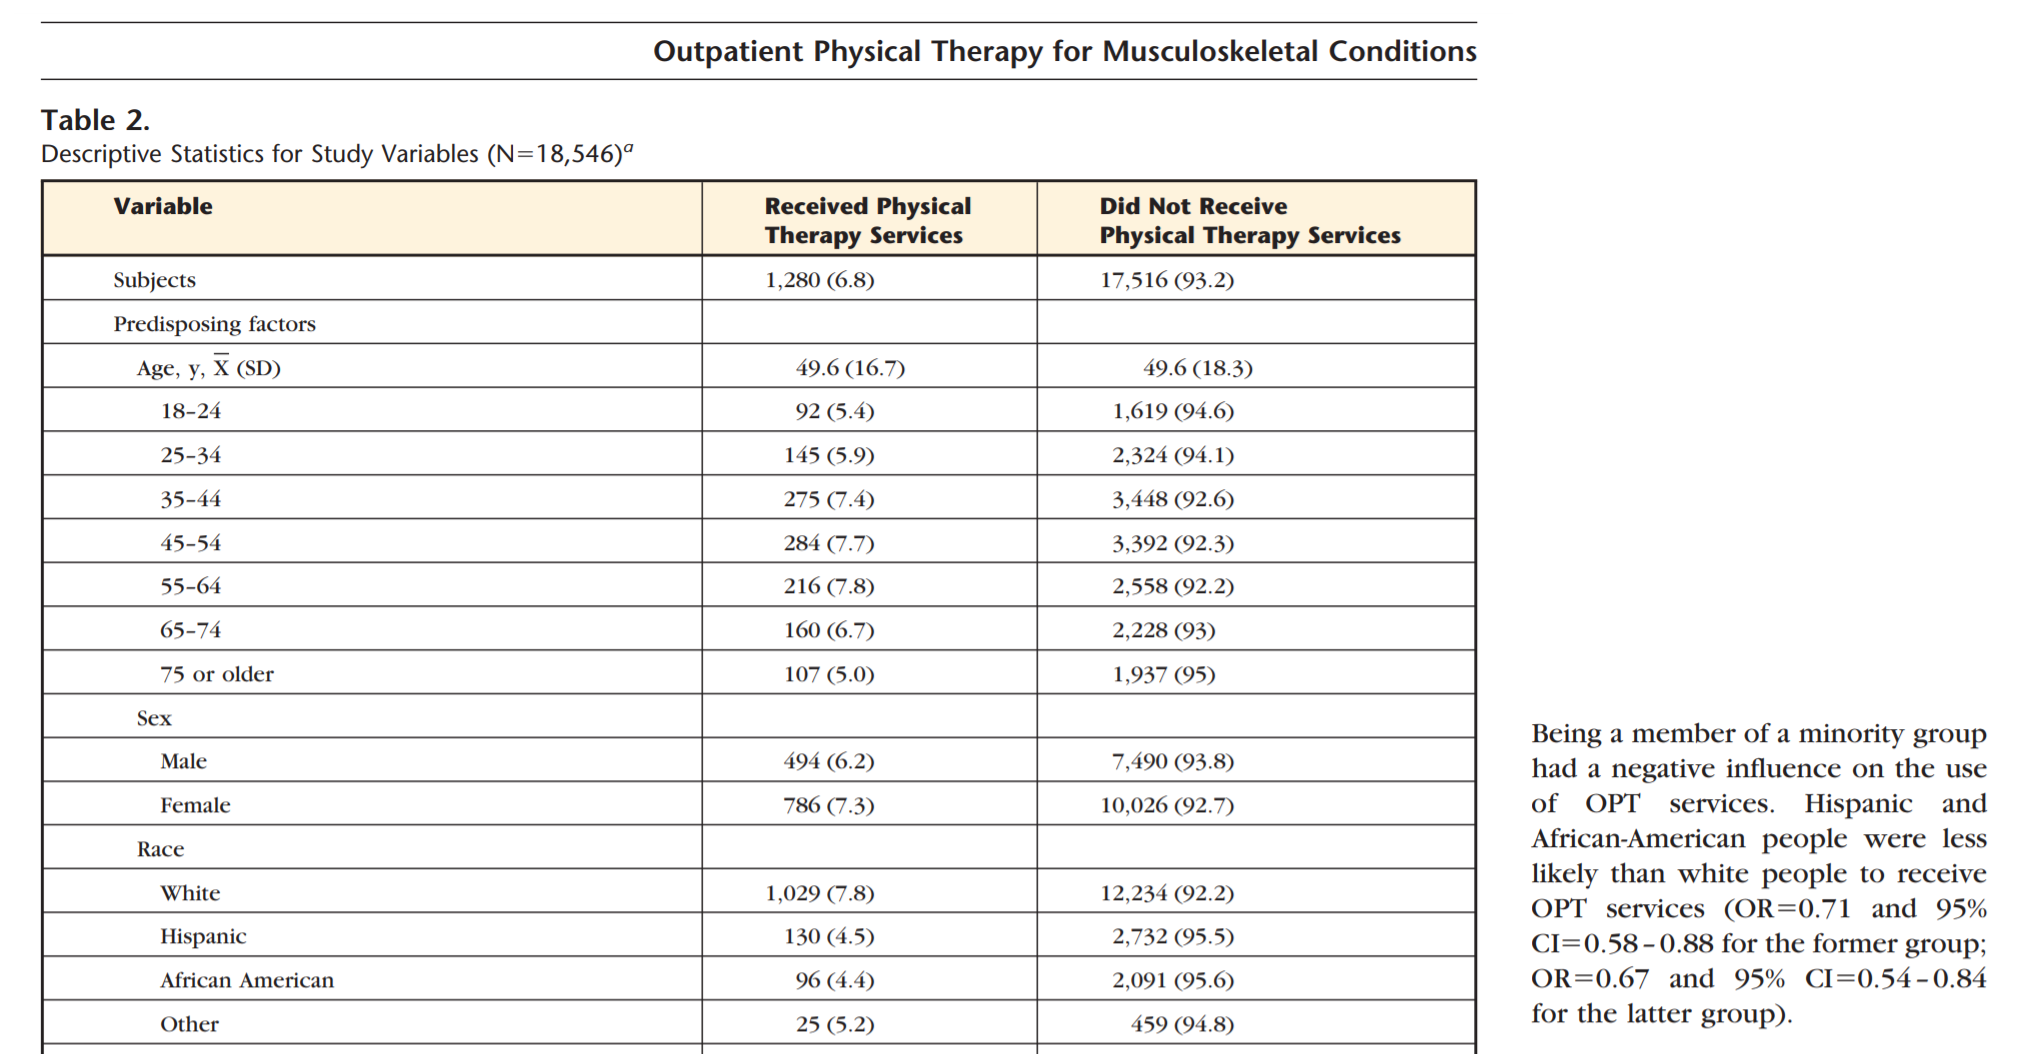 Outpatient Physical Therapy for Musculoskeletal Conditions
Table 2.
Descriptive Statistics for Study Variables (N=18,546)a
Variable Received Physical Therapy Services Did Not Receive Physical Therapy Services
Subjects 1,280 (6.8) 17,516 (93.2)
Predisposing factors
Age, y, X̅ (SD) 49.6 (16.7) 49.6 (18.3)
18–24 92 (5.4) 1,619 (94.6)
25–34 145 (5.9) 2,324 (94.1)
35–44 275 (7.4) 3,448 (92.6)
45–54 284 (7.7) 3,392 (92.3)
55–64 216 (7.8) 2,558 (92.2)
65–74 160 (6.7) 2,228 (93)
75 or older 107 (5.0) 1,937 (95)
Sex
Male 494 (6.2) 7,490 (93.8)
Female 786 (7.3) 10,026 (92.7)
Race
White 1,029 (7.8) 12,234 (92.2)
Hispanic 130 (4.5) 2,732 (95.5)
African American 96 (4.4) 2,091 (95.6)
Other 25 (5.2) 459 (94.8)
Being a member of a minority group
had a negative influence on the use
of OPT services. Hispanic and
African-American people were less
likely than white people to receive
OPT services (OR=0.71 and 95%
CI=0.58–0.88 for the former group;
OR=0.67 and 95% CI=0.54–0.84
for the latter group).